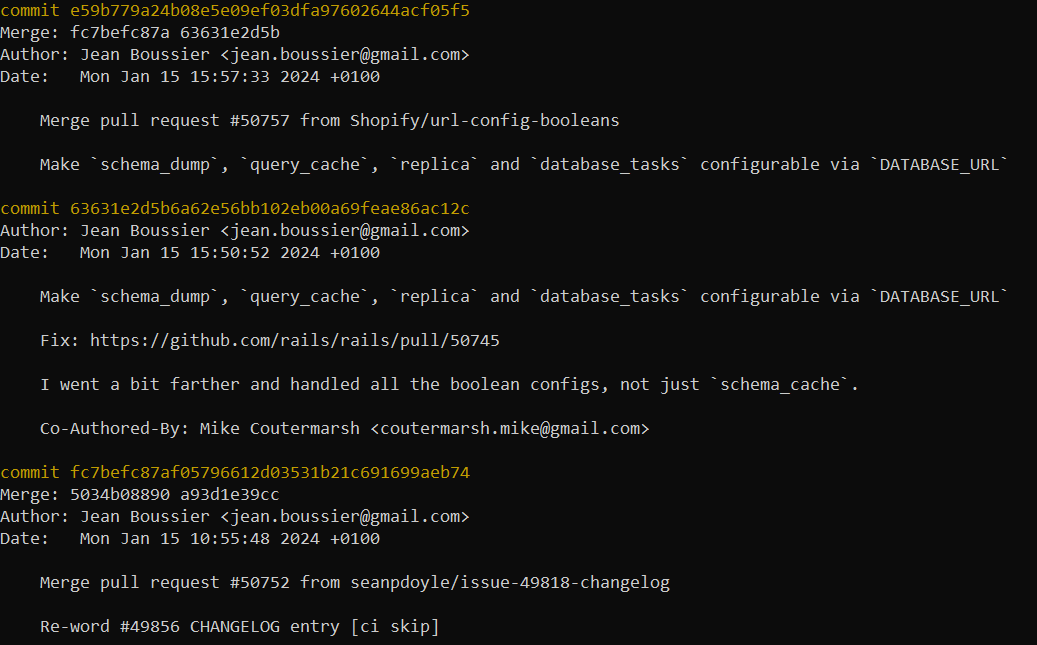 commit e59b779a24b08e5e09ef03dfa97602644acf05f5
Merge: fc7befc87a 63631e2d5b
Author: Jean Boussier <jean.boussier@gmail.com>
Date:   Mon Jan 15 15:57:33 2024 +0100
    Merge pull request #50757 from Shopify/url-config-booleans
    Make `schema_dump`, `query_cache`, `replica` and `database_tasks` configurable via `DATABASE_URL`
commit 63631e2d5b6a62e56bb102eb00a69feae86ac12c
Author: Jean Boussier <jean.boussier@gmail.com>
Date:   Mon Jan 15 15:50:52 2024 +0100
    Make `schema_dump`, `query_cache`, `replica` and `database_tasks` configurable via `DATABASE_URL`
    Fix: https://github.com/rails/rails/pull/50745
    I went a bit farther and handled all the boolean configs, not just `schema_cache`.
    Co-Authored-By: Mike Coutermarsh <coutermarsh.mike@gmail.com>
commit fc7befc87af05796612d03531b21c691699aeb74
Merge: 5034b08890 a93d1e39cc
Author: Jean Boussier <jean.boussier@gmail.com>
Date:   Mon Jan 15 10:55:48 2024 +0100
    Merge pull request #50752 from seanpdoyle/issue-49818-changelog
    Re-word #49856 CHANGELOG entry [ci skip]